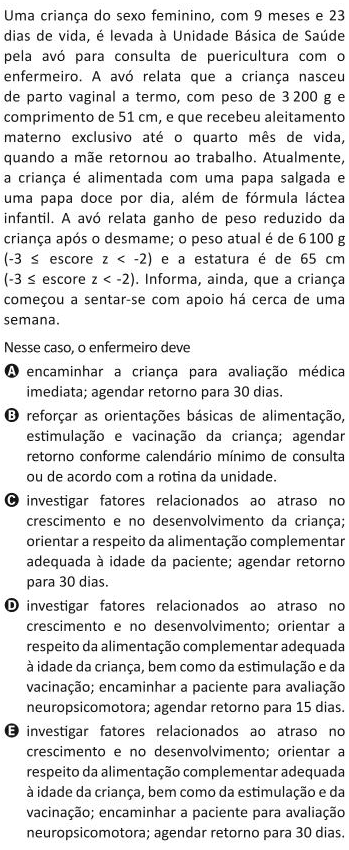 Uma criança do sexo feminino, com 9 meses e 23
dias de vida, é levada à Unidade Básica de Saúde
pela avó para consulta de puericultura com o
enfermeiro. A avó relata que a criança nasceu
de parto vaginal a termo, com peso de 3 200 g e
comprimento de 51 cm, e que recebeu aleitamento
materno exclusivo até o quarto mês de vida,
quando a mãe retornou ao trabalho. Atualmente,
a criança é alimentada com uma papa salgada e
uma papa doce por dia, além de fórmula láctea
infantil. A avó relata ganho de peso reduzido da
criança após o desmame; o peso atual é de 6 100 g
(-3 ≤ escore z < -2) e a estatura é de 65 cm
(-3 ≤ escore z < -2). Informa, ainda, que a criança
começou a sentar-se com apoio há cerca de uma
semana.
Nesse caso, o enfermeiro deve
A encaminhar a criança para avaliação médica
imediata; agendar retorno para 30 dias.
B reforçar as orientações básicas de alimentação,
estimulação e vacinação da criança; agendar
retorno conforme calendário mínimo de consulta
ou de acordo com a rotina da unidade.
C investigar fatores relacionados ao atraso no
crescimento e no desenvolvimento da criança;
orientar a respeito da alimentação complementar
adequada à idade da paciente; agendar retorno
para 30 dias.
D investigar fatores relacionados ao atraso no
crescimento e no desenvolvimento; orientar a
respeito da alimentação complementar adequada
à idade da criança, bem como da estimulação e da
vacinação; encaminhar a paciente para avaliação
neuropsicomotora; agendar retorno para 15 dias.
E investigar fatores relacionados ao atraso no
crescimento e no desenvolvimento; orientar a
respeito da alimentação complementar adequada
à idade da criança, bem como da estimulação e da
vacinação; encaminhar a paciente para avaliação
neuropsicomotora; agendar retorno para 30 dias.